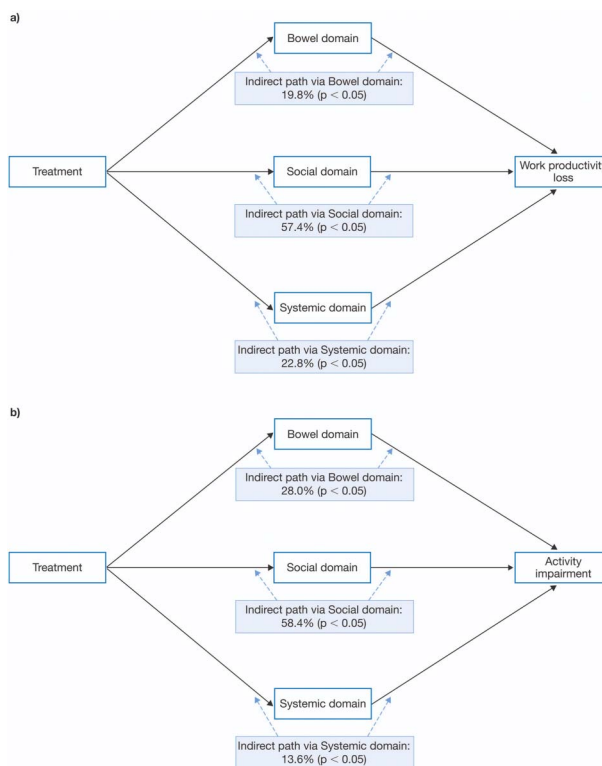 a)
Bowel domain
Indirect path via Bowel domain:
19.8% (p < 0.05)
Treatment
Social domain
Work productivit
loss
Indirect path via Social domain:
57.4% (p < 0.05)
Systemic domain
Indirect path via Systemic domain:
22.8% (p < 0.05)
b)
Bowel domain
Indirect path via Bowel domain:
28.0% (p < 0.05)
Treatment
Social domain
Activity
impairment
Indirect path via Social domain:
58.4% (p < 0.05)
Systemic domain
Indirect path via Systemic domain:
13.6% (p < 0.05)